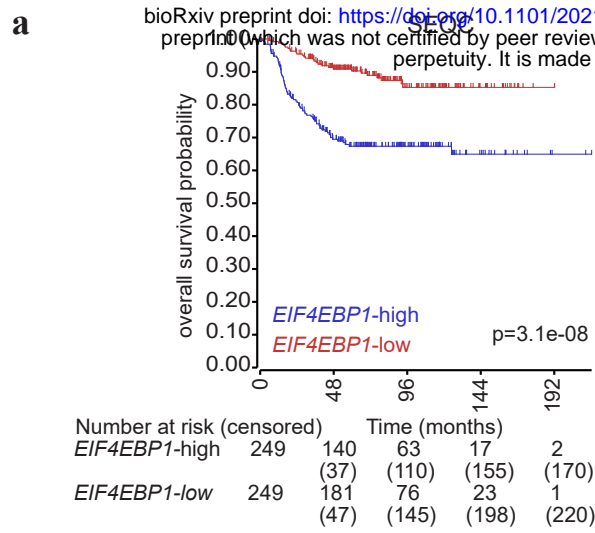 a
bioRxiv preprint doi: https://doi.org/10.1101/202
SEQC
preprint (which was not certified by peer review
perpetuity. It is made
overall survival probability
1.00
0.90
0.80
0.70
0.60
0.50
0.40
0.30
0.20
0.10
0.00
EIF4EBP1-high
EIF4EBP1-low
p=3.1e-08
0 48 96 144 192
Number at risk (censored) Time (months)
EIF4EBP1-high 249 140 63 17 2
(37) (110) (155) (170)
EIF4EBP1-low 249 181 76 23 1
(47) (145) (198) (220)